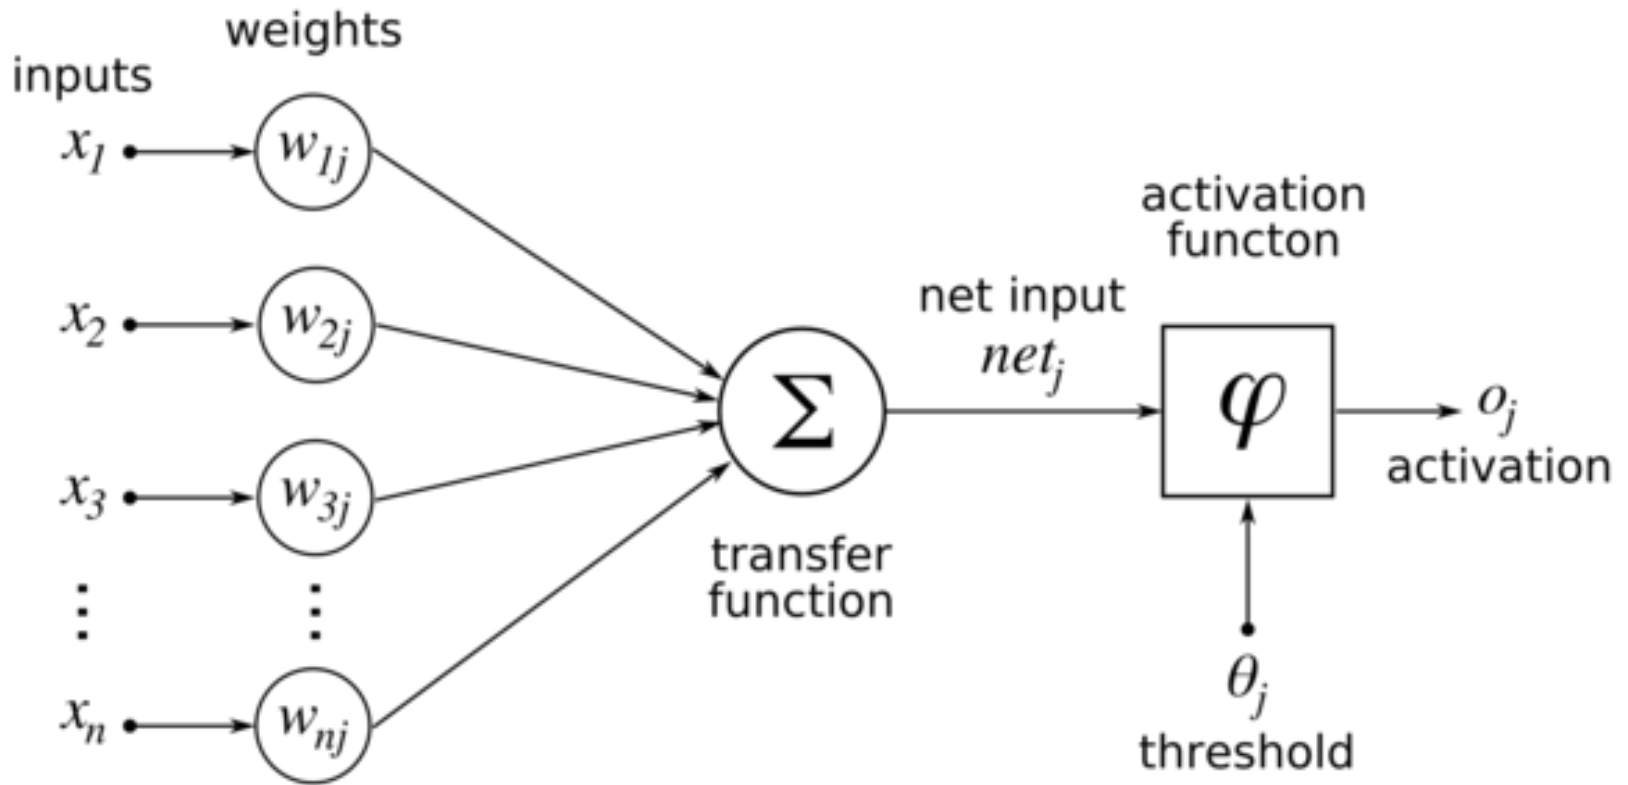 weights
inputs
x1
w1j
x2
w2j
x3
w3j
⋮
⋮
xn
wnj
Σ
transfer
function
net input
netj
activation
functon
φ
oj
activation
θj
threshold